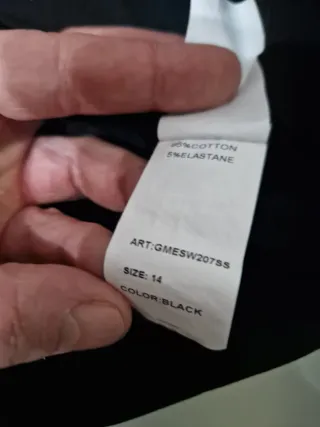 95%COTTON
5%ELASTANE
ART:GMESW207SS
SIZE: 14
COLOR:BLACK